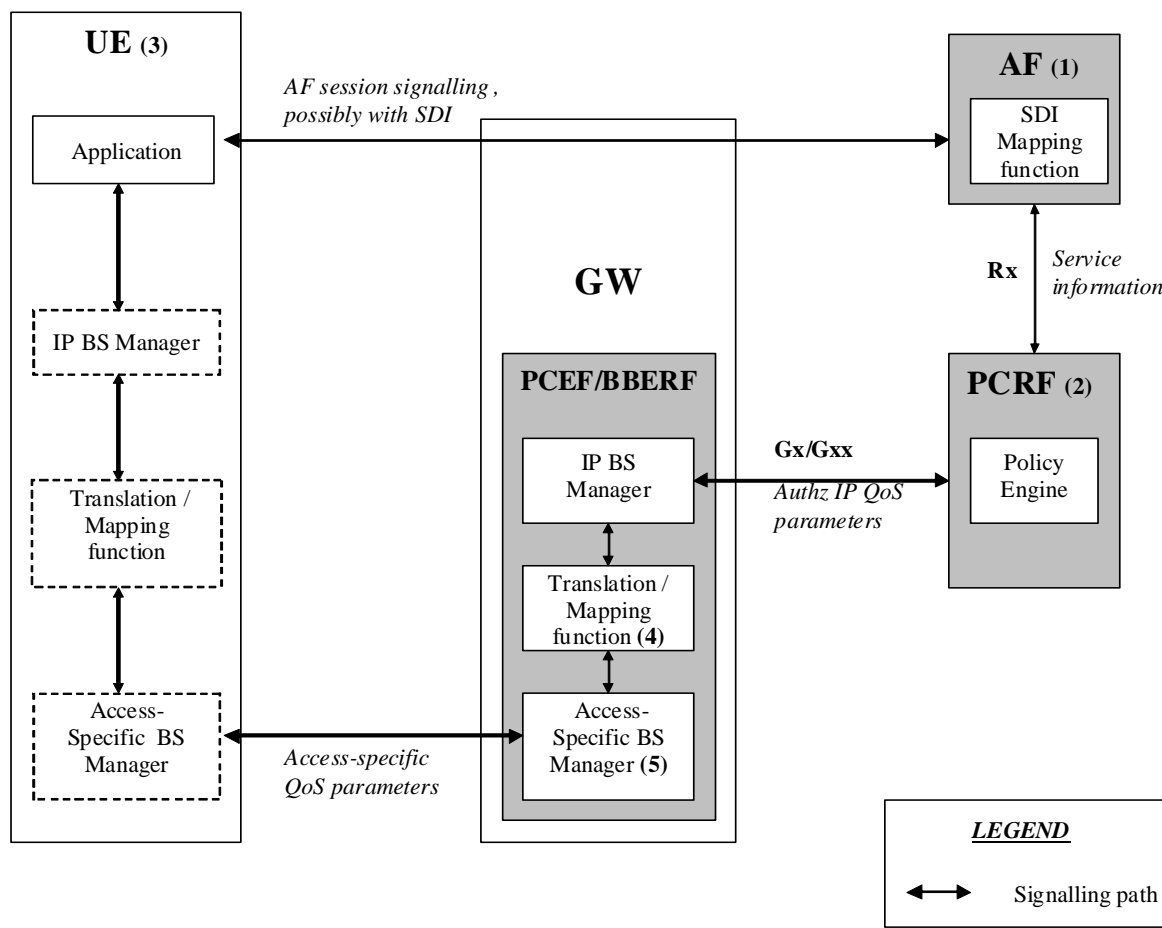 UE (3)
Application
IP BS Manager
Translation /
Mapping
function
Access-
Specific BS
Manager
AF session signalling ,
possibly with SDI
Access-specific
QoS parameters
GW
PCEF/BBERF
IP BS
Manager
Translation /
Mapping
function (4)
Access-
Specific BS
Manager (5)
Gx/Gxx
Authz IP QoS
parameters
AF (1)
SDI
Mapping
function
Rx
Service
information
PCRF (2)
Policy
Engine
LEGEND
Signalling path